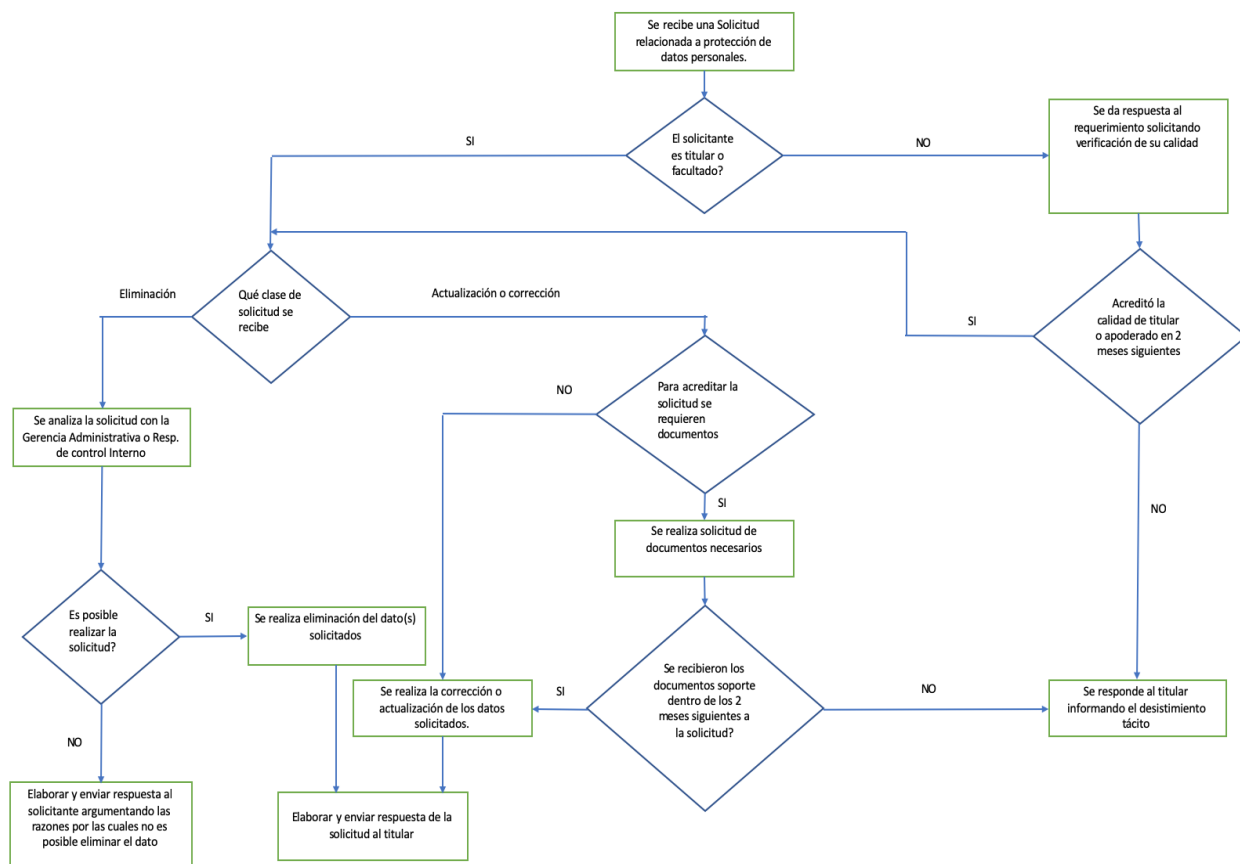 Se recibe una Solicitud
relacionada a protección de
datos personales.
El solicitante
es titular o
facultado?
SI
NO
Se da respuesta al
requerimiento solicitando
verificación de su calidad
Qué clase de
solicitud se
recibe
Eliminación
Actualización o corrección
Acreditó la
calidad de titular
o apoderado en 2
meses siguientes
SI
NO
Se analiza la solicitud con la
Gerencia Administrativa o Resp.
de control Interno
Para acreditar la
solicitud se
requieren
documentos
NO
SI
Se realiza solicitud de
documentos necesarios
Es posible
realizar la
solicitud?
SI
NO
Se realiza eliminación del dato(s)
solicitados
Se recibieron los
documentos soporte
dentro de los 2
meses siguientes a
la solicitud?
SI
NO
Se realiza la corrección o
actualización de los datos
solicitados.
Se responde al titular
informando el desistimiento
tácito
Elaborar y enviar respuesta al
solicitante argumentando las
razones por las cuales no es
posible eliminar el dato
Elaborar y enviar respuesta de la
solicitud al titular